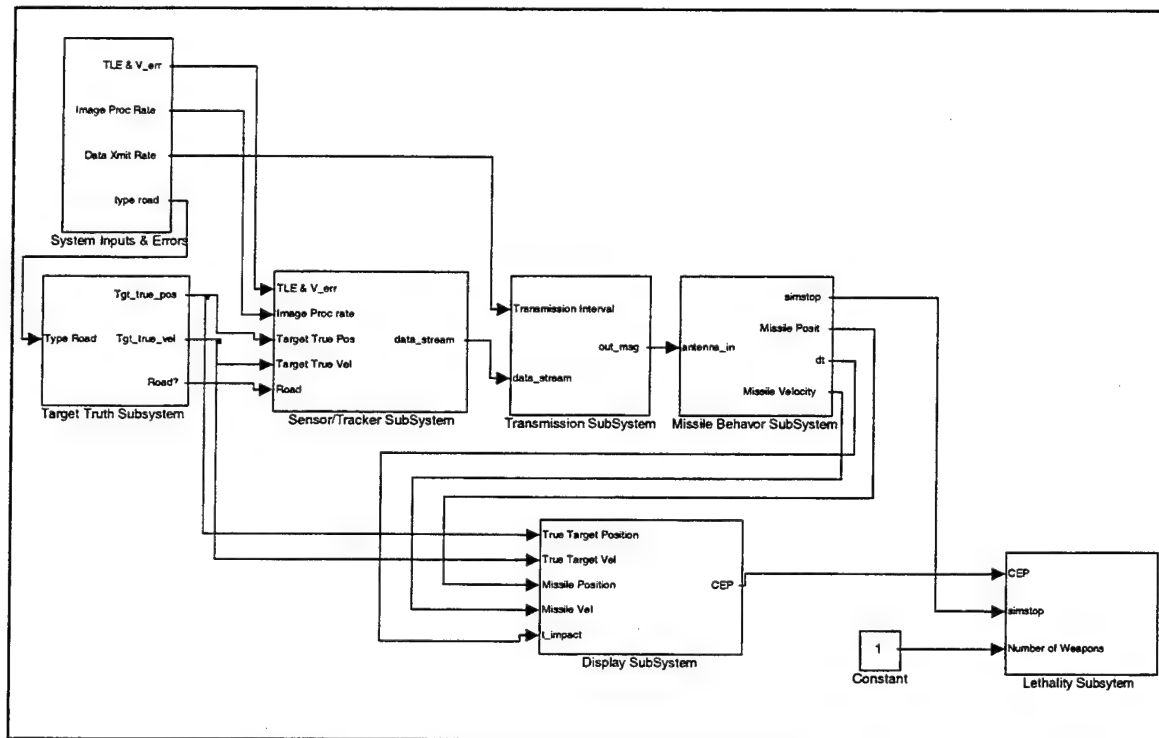 TLE & V_err
Image Proc Rate
Data Xmit Rate
type road
System Inputs & Errors
Type Road
Tgt_true_pos
Tgt_true_vel
Road?
Target Truth Subsystem
TLE & V_err
Image Proc rate
Target True Pos
Target True Vel
Road
data_stream
Sensor/Tracker SubSystem
Transmission Interval
data_stream
out_msg
Transmission SubSystem
antenna_in
simstop
Missile Posit
dt
Missile Velocity
Missile Behavor SubSystem
True Target Position
True Target Vel
Missile Position
Missile Vel
t_impact
CEP
Display SubSystem
1
Constant
CEP
simstop
Number of Weapons
Lethality Subsytem